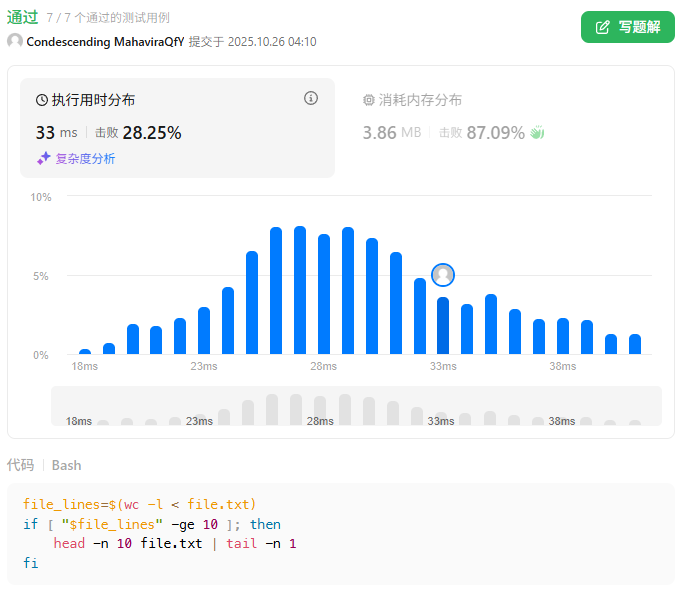 通过 7 / 7 个通过的测试用例
写题解
Condescending MahaviraQfY 提交于 2025.10.26 04:10
执行用时分布
33 ms 击败 28.25%
复杂度分析
消耗内存分布
3.86 MB 击败 87.09%
10%
5%
0%
18ms 23ms 28ms 33ms 38ms
18ms 23ms 28ms 33ms 38ms
代码 Bash
file_lines=$(wc -l < file.txt)
if [ "$file_lines" -ge 10 ]; then
    head -n 10 file.txt | tail -n 1
fi